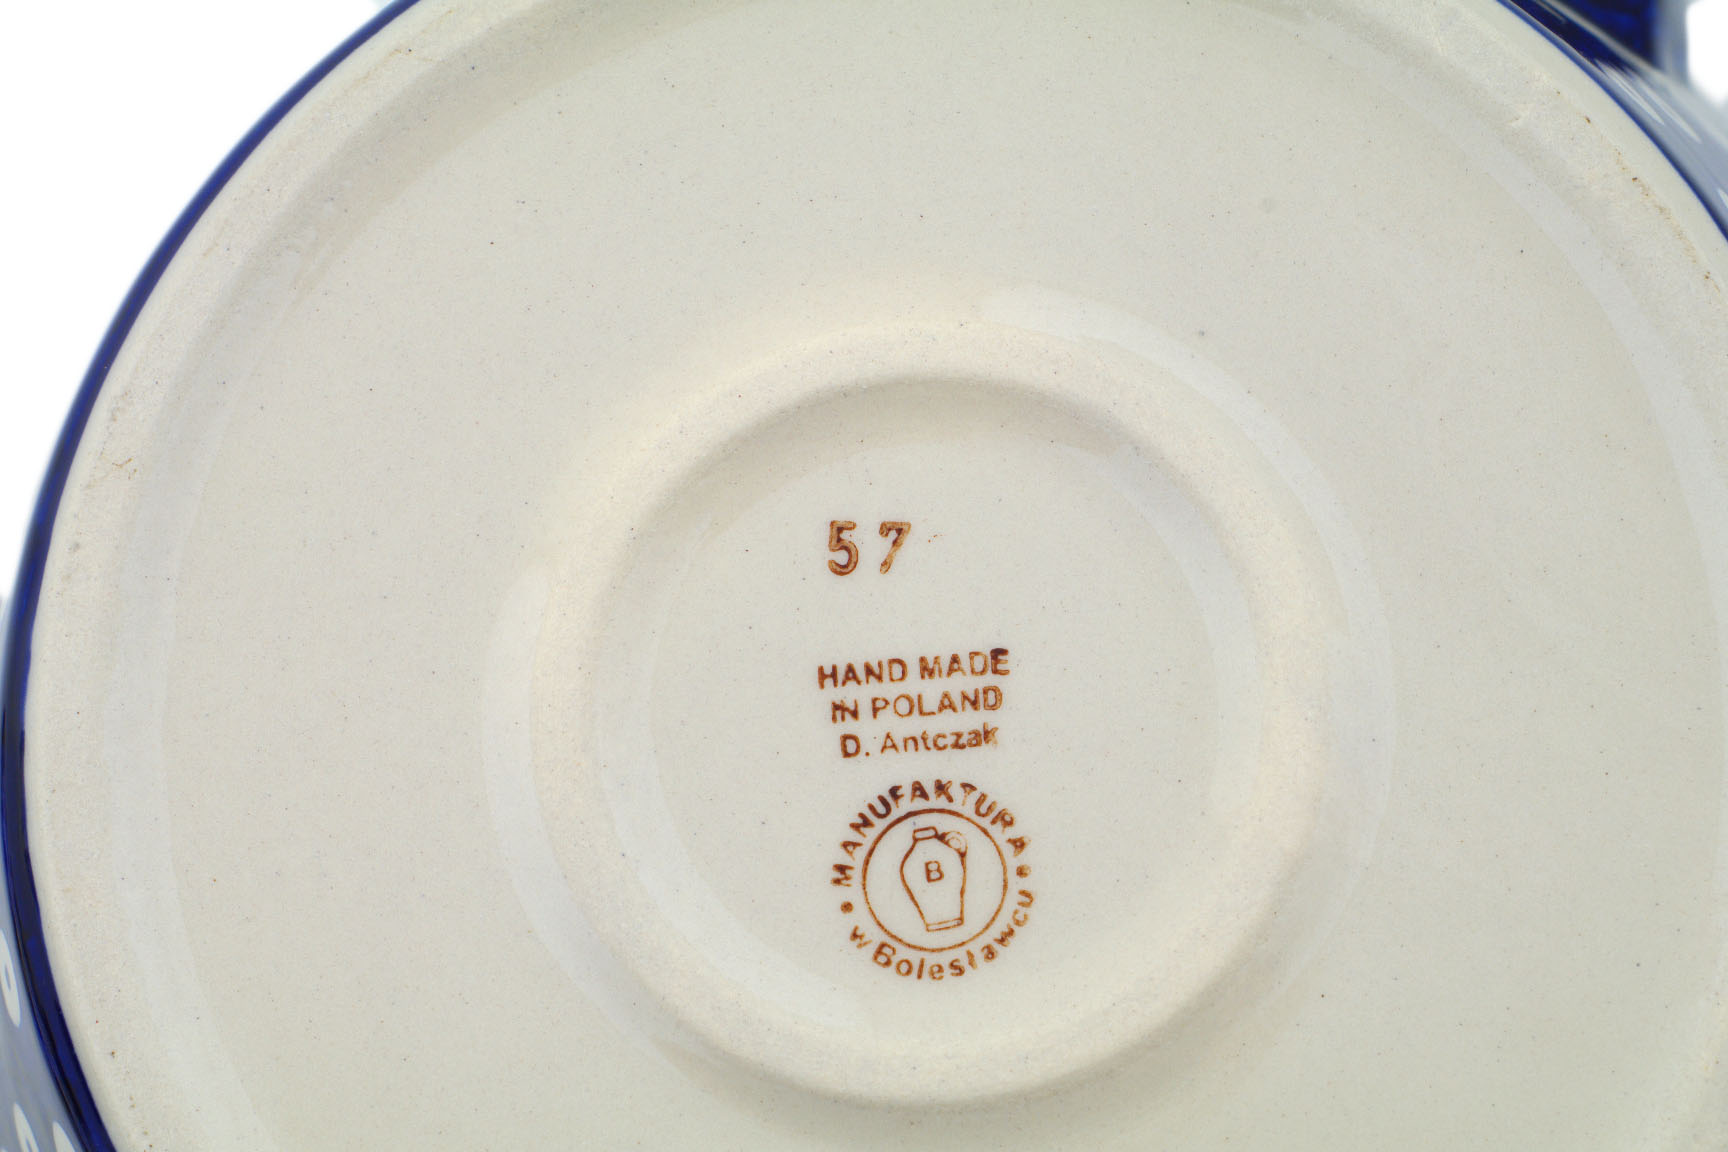 57
HAND MADE
IN POLAND
D. Antczak
MANUFAKTURA
B
w Bolesławcu